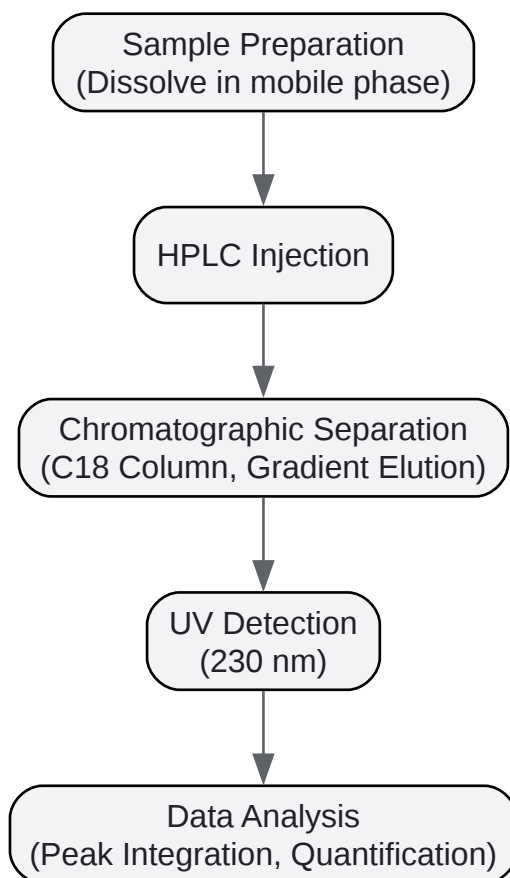 Sample Preparation
(Dissolve in mobile phase)
HPLC Injection
Chromatographic Separation
(C18 Column, Gradient Elution)
UV Detection
(230 nm)
Data Analysis
(Peak Integration, Quantification)